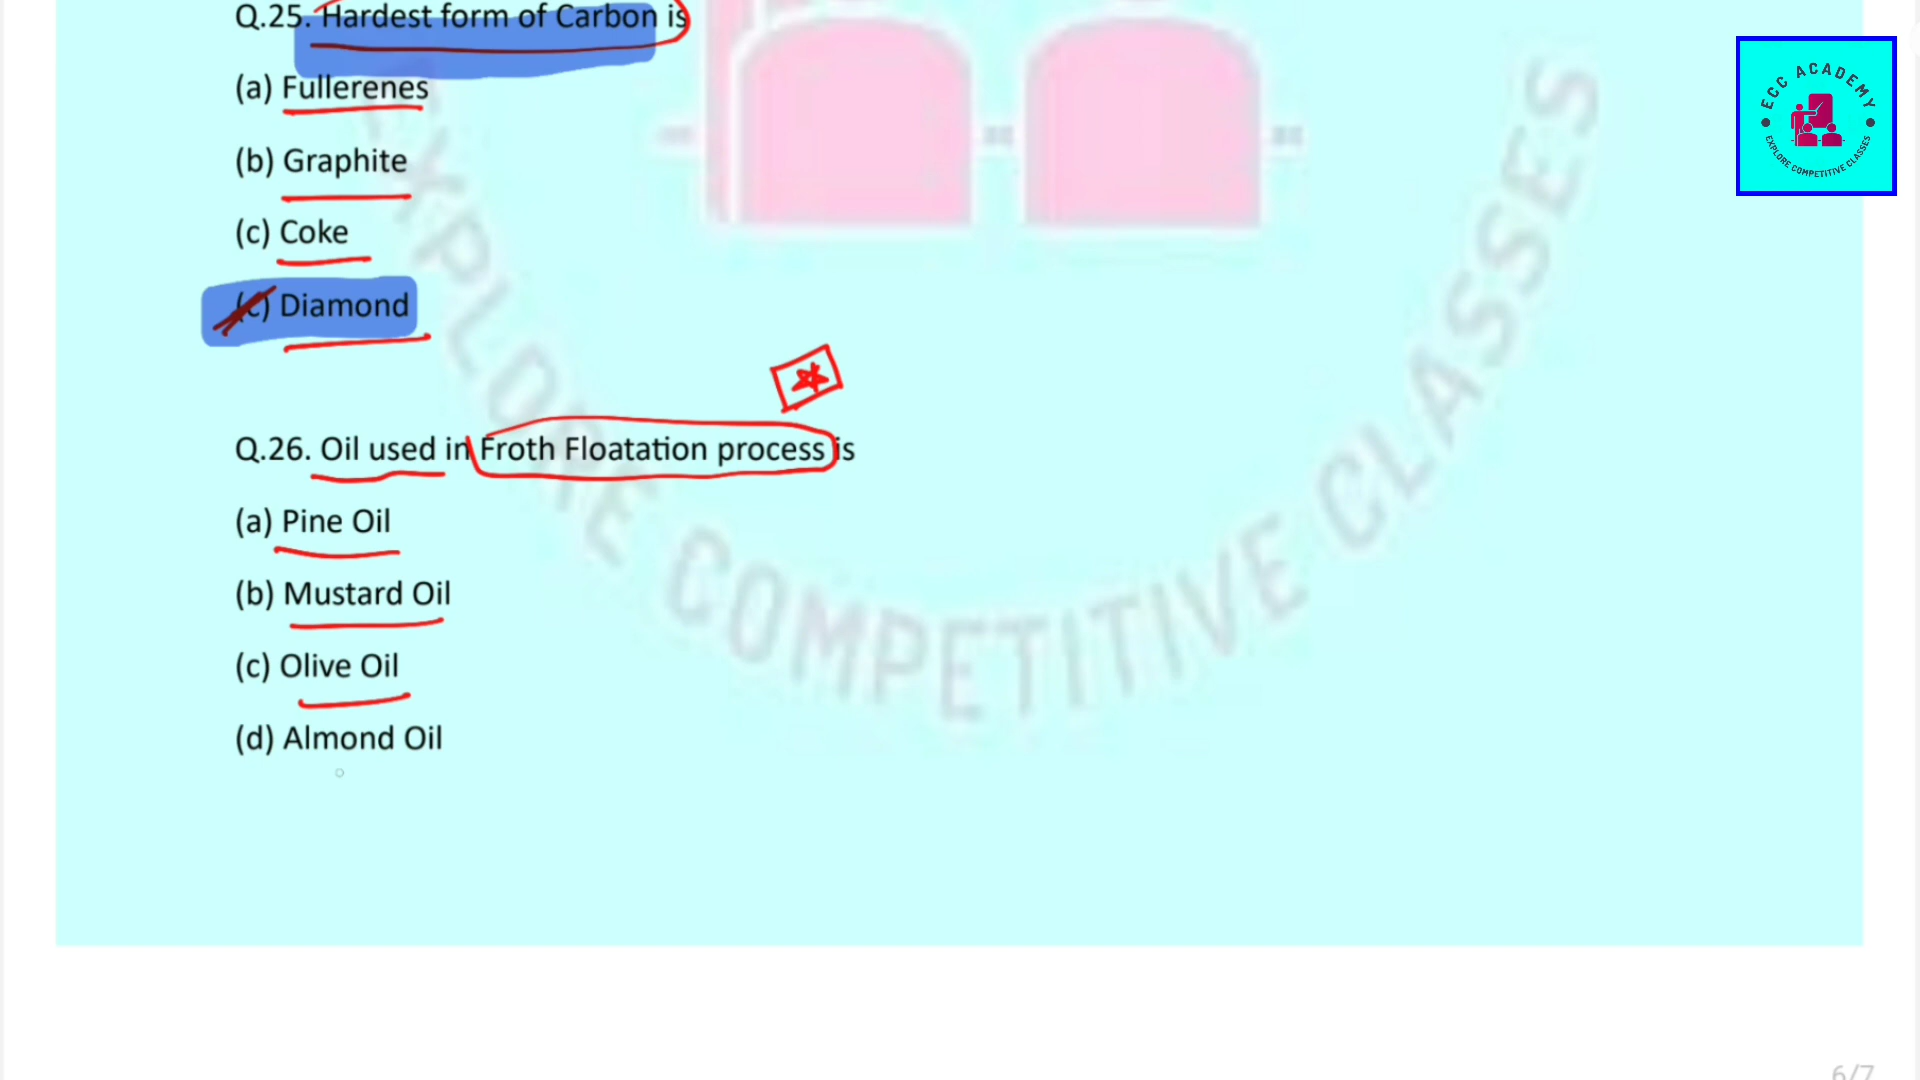 Q.25. Hardest form of Carbon is
(a) Fullerenes
(b) Graphite
(c) Coke
(c) Diamond
Q.26. Oil used in Froth Floatation process is
(a) Pine Oil
(b) Mustard Oil
(c) Olive Oil
(d) Almond Oil
EXPLORE COMPETITIVE CLASSES
ECC ACADEMY
EXPLORE COMPETITIVE CLASSES
6/7